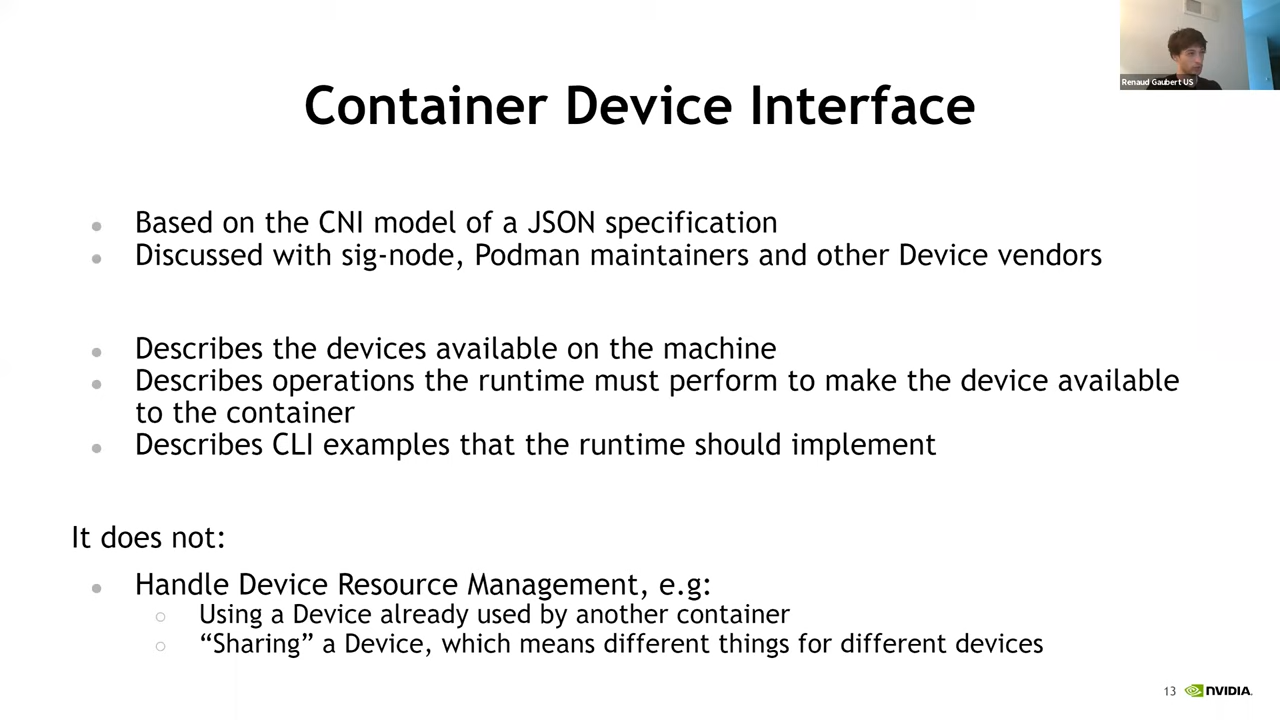 Renaud Gaubert US
Container Device Interface
Based on the CNI model of a JSON specification
Discussed with sig-node, Podman maintainers and other Device vendors
Describes the devices available on the machine
Describes operations the runtime must perform to make the device available
to the container
Describes CLI examples that the runtime should implement
It does not:
Handle Device Resource Management, e.g:
Using a Device already used by another container
“Sharing” a Device, which means different things for different devices
13 NVIDIA.